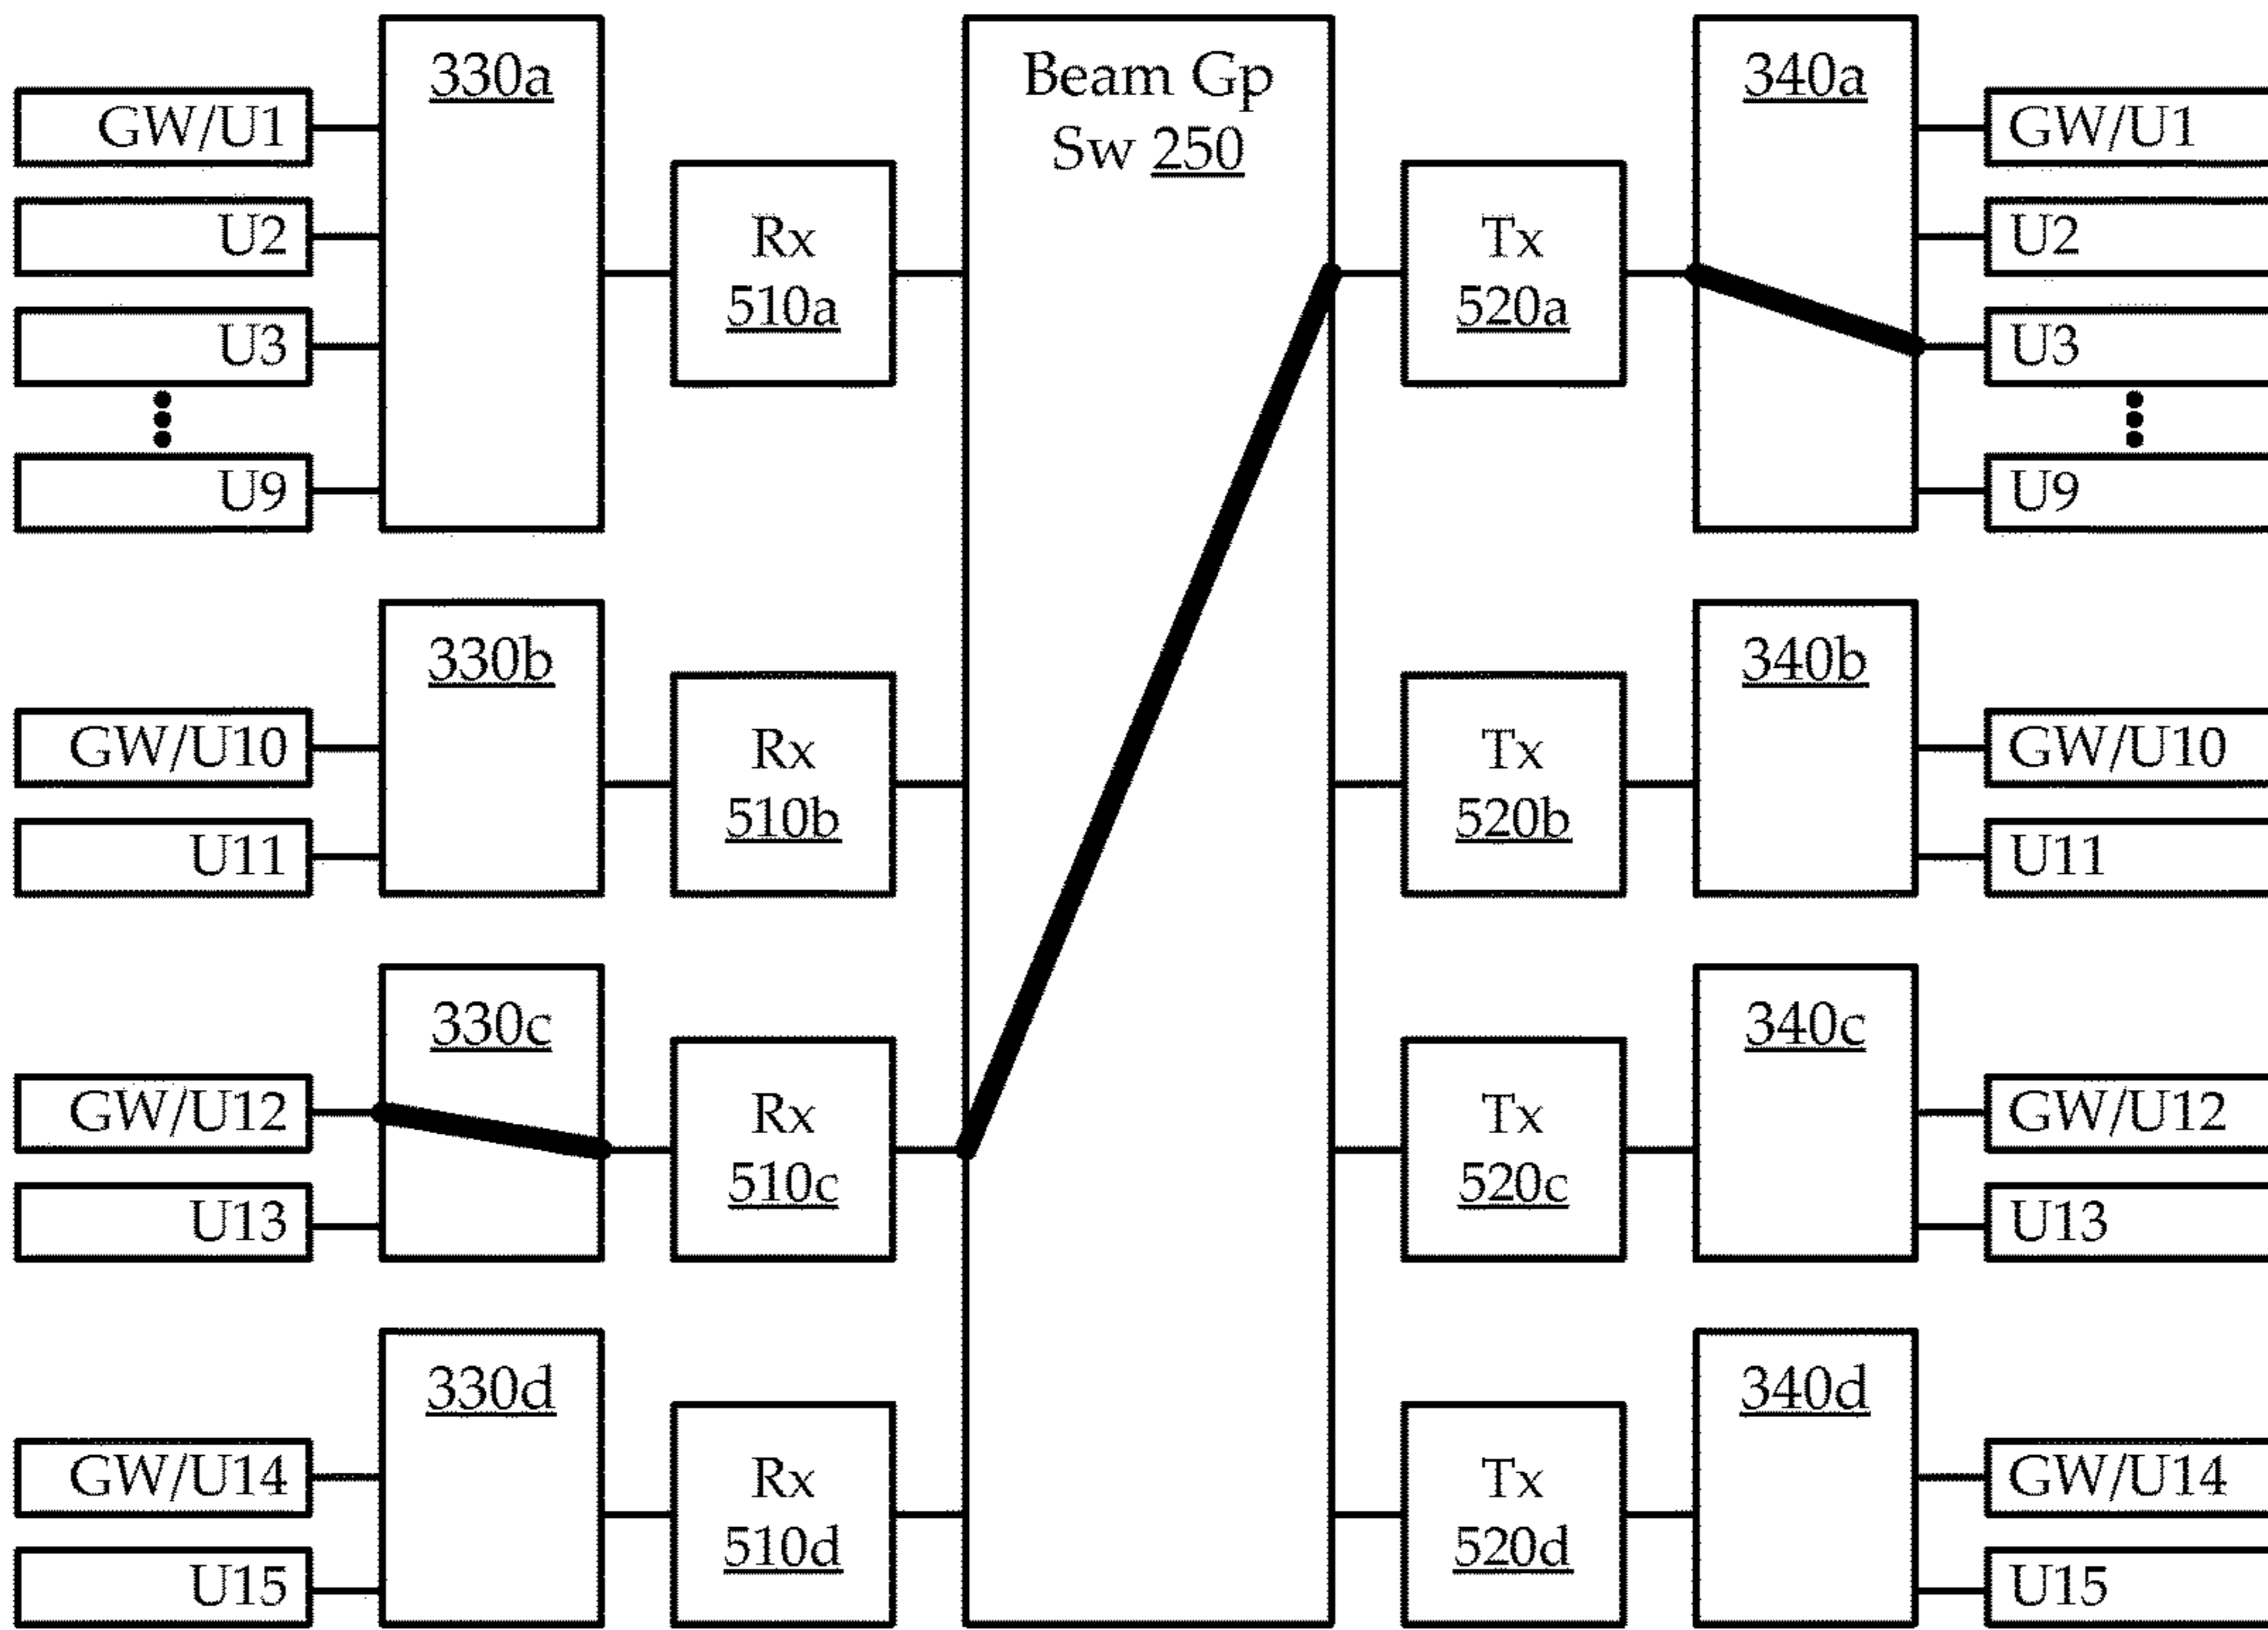 330a
Beam Gp
Sw 250
340a
GW/U1
GW/U1
U2
Rx
510a
Tx
520a
U2
U3
U3
U9
U9
330b
340b
GW/U10
Rx
510b
Tx
520b
GW/U10
U11
U11
330c
340c
GW/U12
Rx
510c
Tx
520c
GW/U12
U13
U13
330d
340d
GW/U14
Rx
510d
Tx
520d
GW/U14
U15
U15